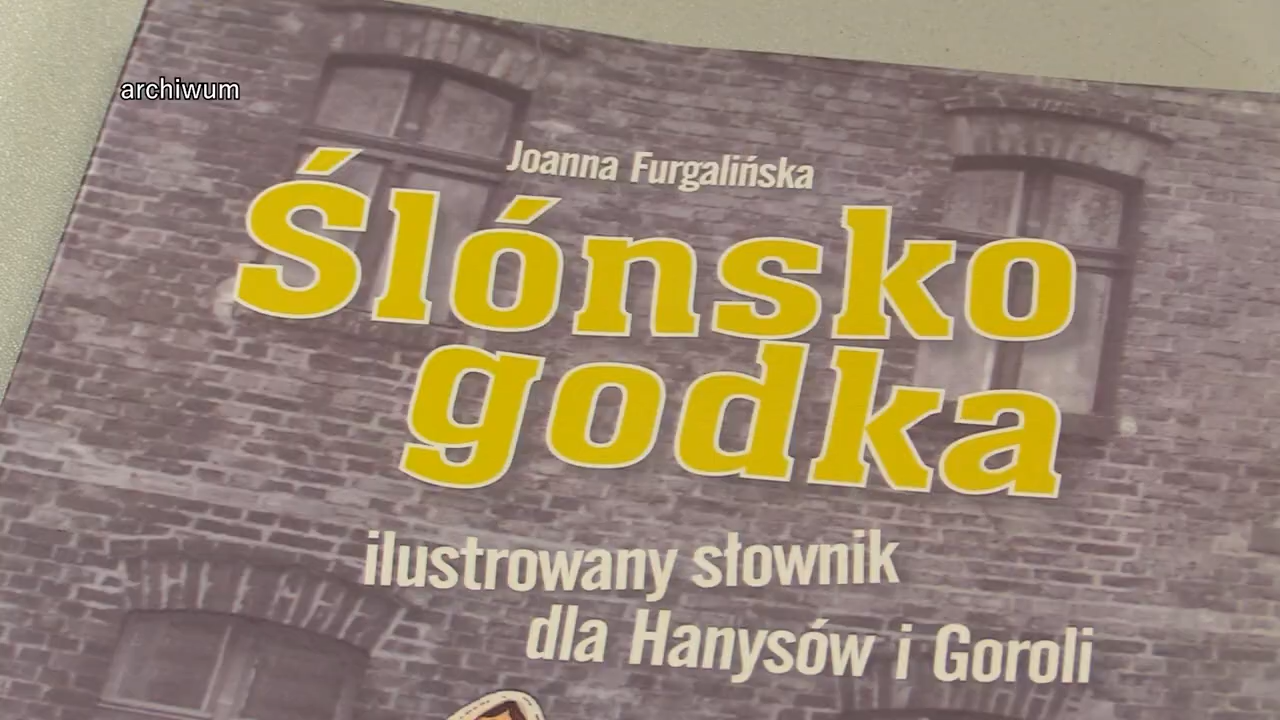 archiwum
Joanna Furgalińska
Ślónsko
godka
ilustrowany słownik
dla Hanysów i Goroli